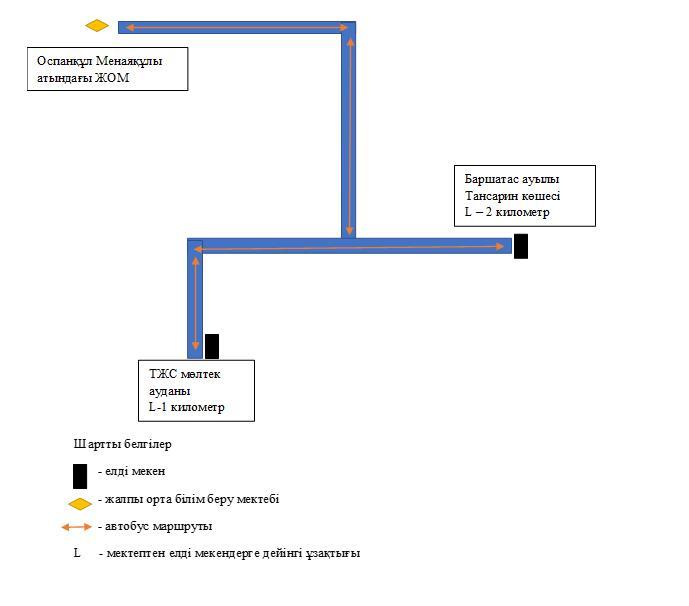 Оспанқұл Менаяқұлы
атындағы ЖОМ
Баршатас ауылы
Тансарин көшесі
L – 2 километр
ТЖС мөлтек
ауданы
L-1 километр
Шартты белгілер
- елді мекен
- жалпы орта білім беру мектебі
- автобус маршруты
L - мектептен елді мекендерге дейінгі ұзақтығы